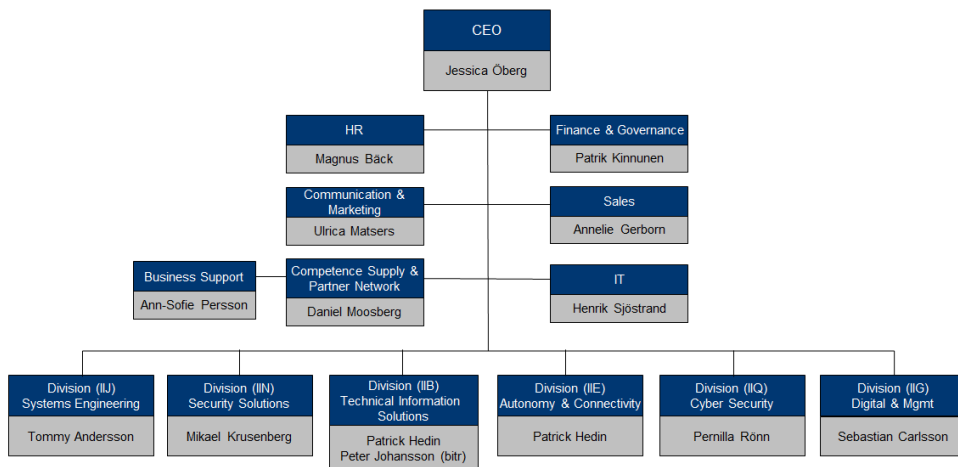 CEO
Jessica Öberg
HR
Magnus Bäck
Finance & Governance
Patrik Kinnunen
Communication &
Marketing
Ulrica Matsers
Sales
Annelie Gerborn
Business Support
Ann-Sofie Persson
Competence Supply &
Partner Network
Daniel Moosberg
IT
Henrik Sjöstrand
Division (IIJ)
Systems Engineering
Tommy Andersson
Division (IIN)
Security Solutions
Mikael Krusenberg
Division (IIB)
Technical Information
Solutions
Patrick Hedin
Peter Johansson (bitr)
Division (IIE)
Autonomy & Connectivity
Patrick Hedin
Division (IIQ)
Cyber Security
Pernilla Rönn
Division (IIG)
Digital & Mgmt
Sebastian Carlsson